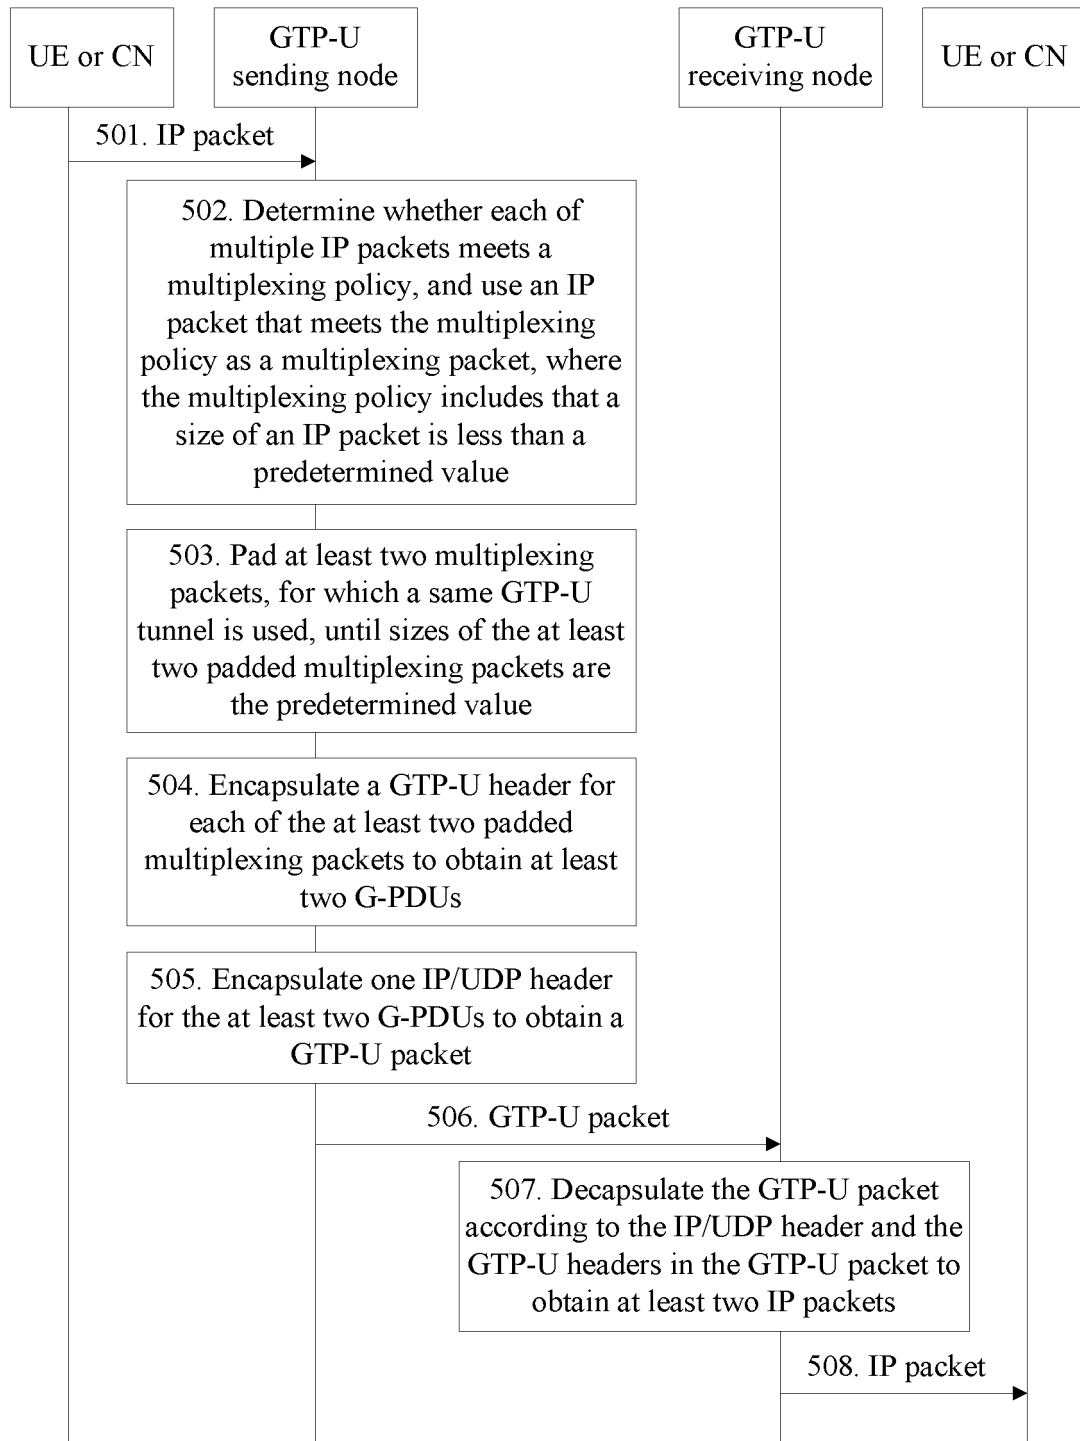 UE or CN
GTP-U
sending node
GTP-U
receiving node
UE or CN
501. IP packet
502. Determine whether each of
multiple IP packets meets a
multiplexing policy, and use an IP
packet that meets the multiplexing
policy as a multiplexing packet, where
the multiplexing policy includes that a
size of an IP packet is less than a
predetermined value
503. Pad at least two multiplexing
packets, for which a same GTP-U
tunnel is used, until sizes of the at least
two padded multiplexing packets are
the predetermined value
504. Encapsulate a GTP-U header for
each of the at least two padded
multiplexing packets to obtain at least
two G-PDUs
505. Encapsulate one IP/UDP header
for the at least two G-PDUs to obtain a
GTP-U packet
506. GTP-U packet
507. Decapsulate the GTP-U packet
according to the IP/UDP header and the
GTP-U headers in the GTP-U packet to
obtain at least two IP packets
508. IP packet